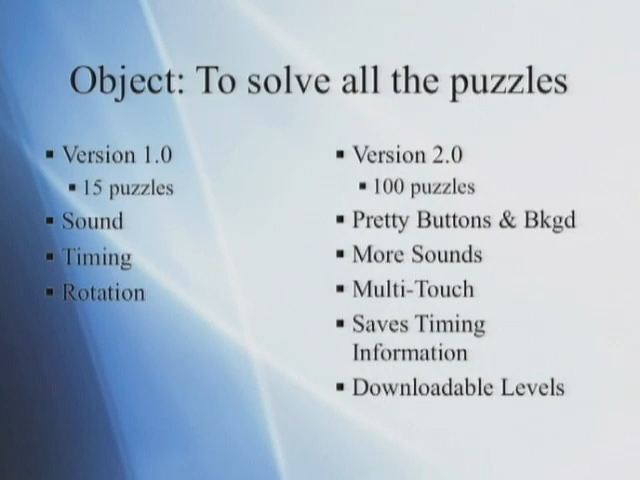 Object: To solve all the puzzles
Version 1.0
15 puzzles
Sound
Timing
Rotation
Version 2.0
100 puzzles
Pretty Buttons & Bkgd
More Sounds
Multi-Touch
Saves Timing
Information
Downloadable Levels